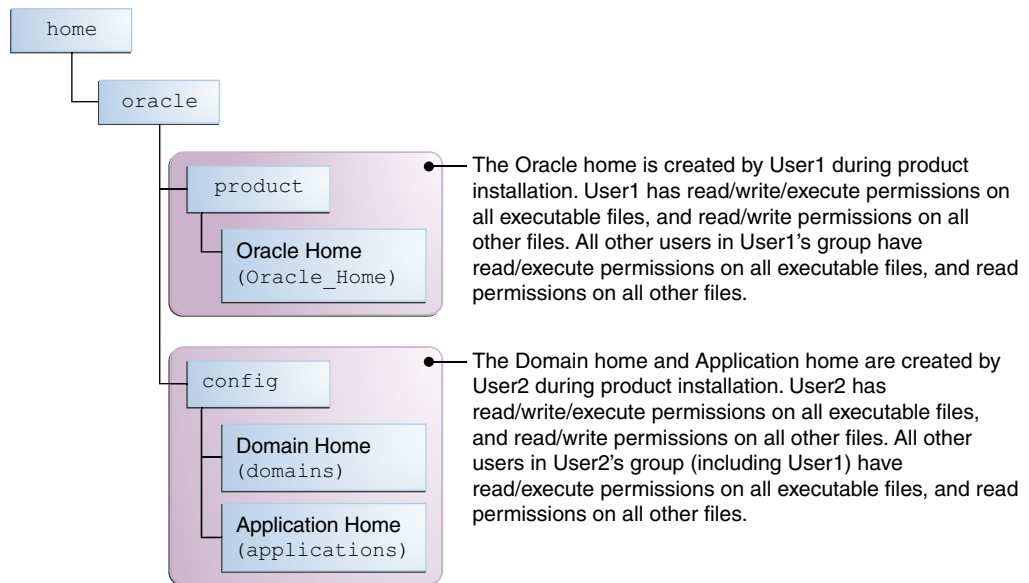 home
oracle
product
Oracle Home
(Oracle_Home)
The Oracle home is created by User1 during product
installation. User1 has read/write/execute permissions on
all executable files, and read/write permissions on all
other files. All other users in User1's group have
read/execute permissions on all executable files, and read
permissions on all other files.
config
Domain Home
(domains)
Application Home
(applications)
The Domain home and Application home are created by
User2 during product installation. User2 has
read/write/execute permissions on all executable files,
and read/write permissions on all other files. All other
users in User2's group (including User1) have
read/execute permissions on all executable files, and read
permissions on all other files.